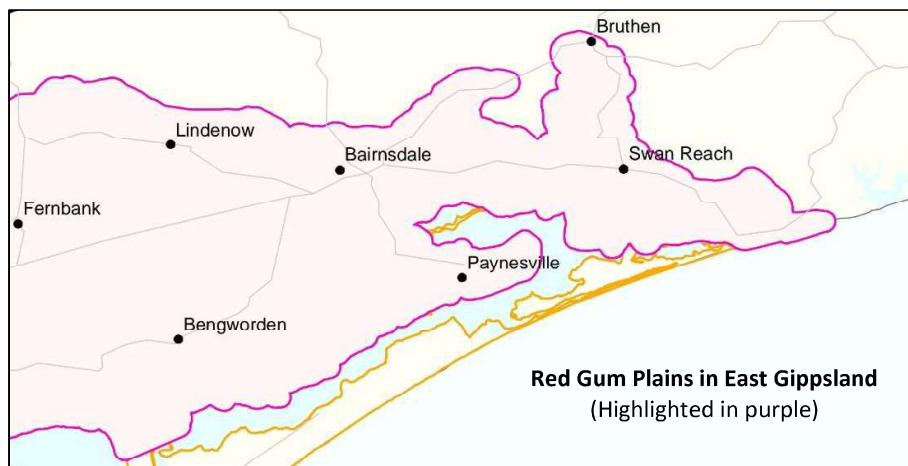 Bruthen
Lindenow
Bairnsdale
Swan Reach
Fernbank
Paynesville
Bengworden
Red Gum Plains in East Gippsland
(Highlighted in purple)